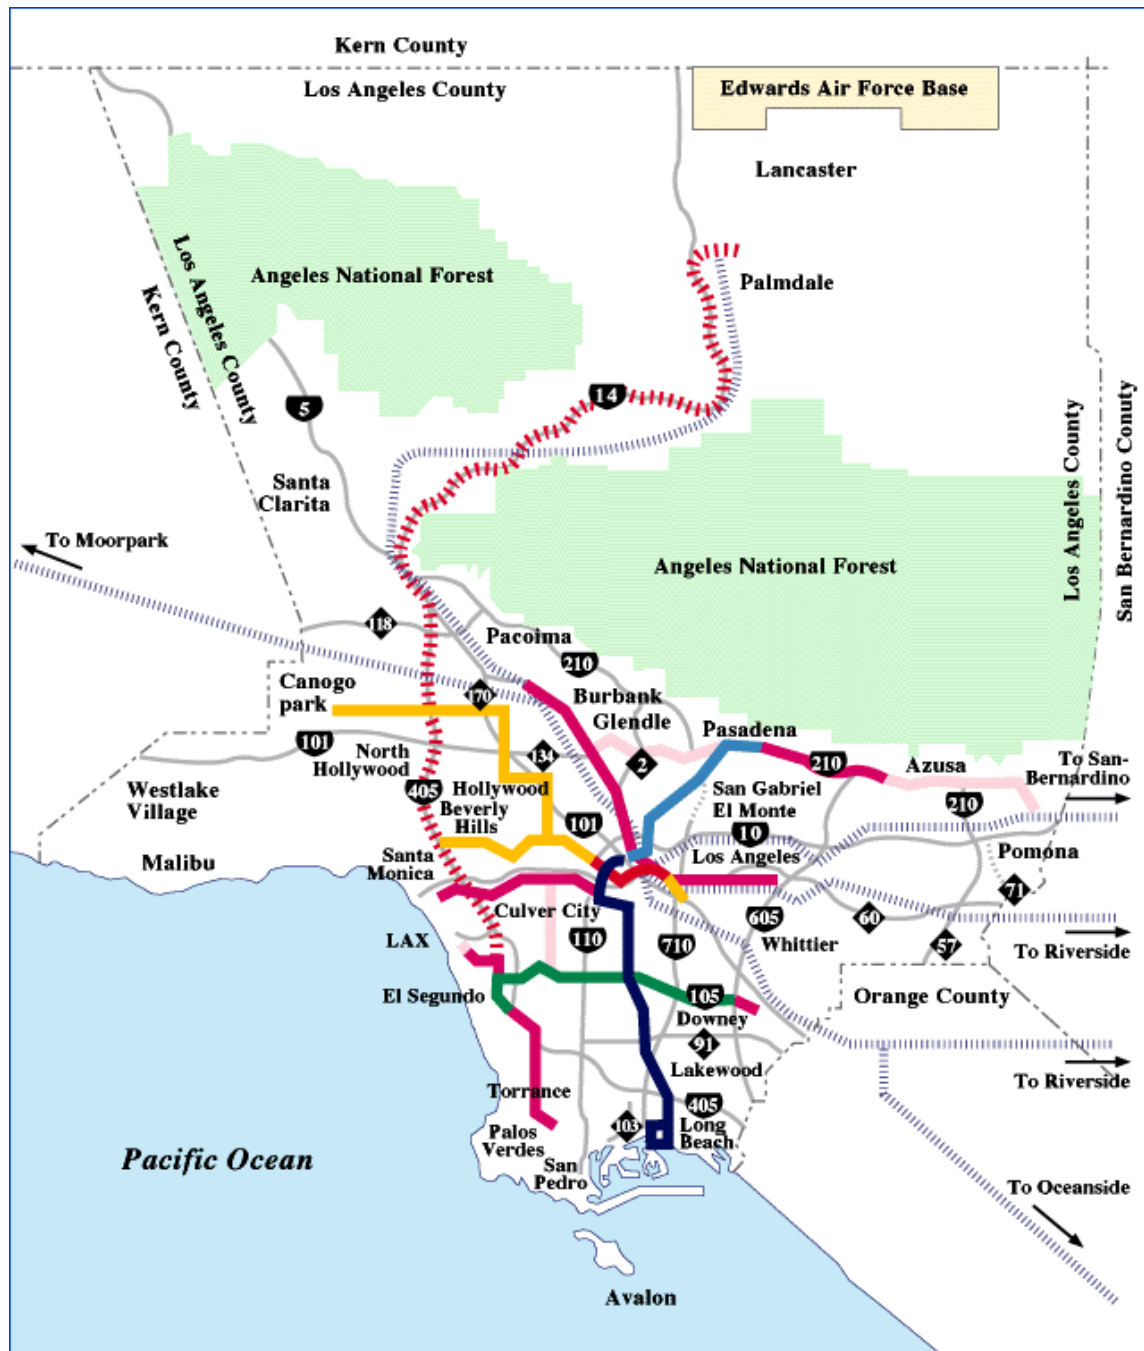 Kern County
Los Angeles County
Edwards Air Force Base
Lancaster
Los Angeles County
Kern County
Angeles National Forest
Palmdale
5
14
Los Angeles County
San Bernardino Conuty
Santa
Clarita
To Moorpark
Angeles National Forest
118
Pacoima
210
Canogo
park
170
Burbank
Glendle
Pasadena
101
North
Hollywood
134
2
210
Azusa
To San-
Bernardino
Westlake
Village
405
Hollywood
Beverly
Hills
San Gabriel
El Monte
210
101
10
Malibu
Santa
Monica
Los Angeles
Pomona
71
Culver City
605
60
LAX
110
710
Whittier
57
To Riverside
El Segundo
105
Downey
Orange County
91
Lakewood
To Riverside
Torrance
405
103
Long
Beach
Palos
Verdes
San
Pedro
Pacific Ocean
To Oceanside
Avalon